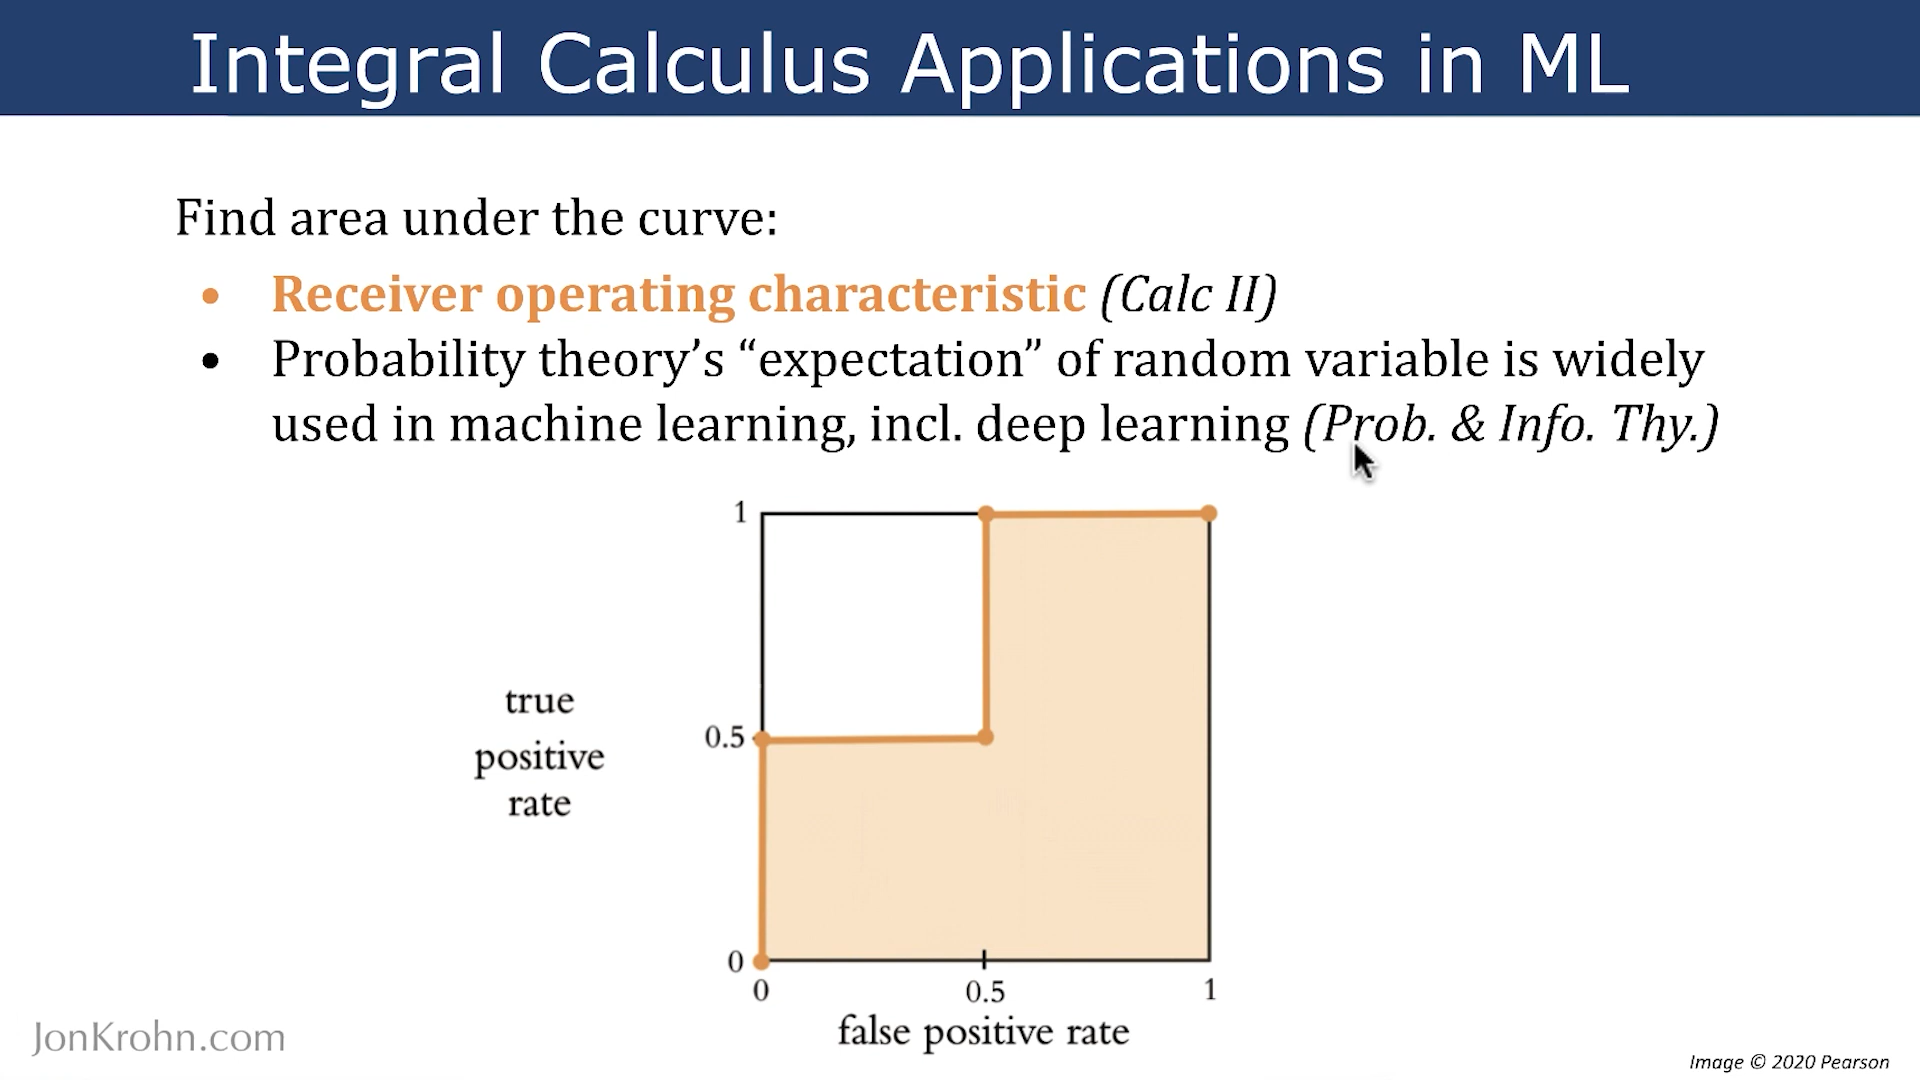 Integral Calculus Applications in ML
Find area under the curve:
• Receiver operating characteristic (Calc II)
• Probability theory’s “expectation” of random variable is widely
used in machine learning, incl. deep learning (Prob. & Info. Thy.)
1
true
positive
rate
0.5
0
0
0.5
1
false positive rate
JonKrohn.com
Image © 2020 Pearson